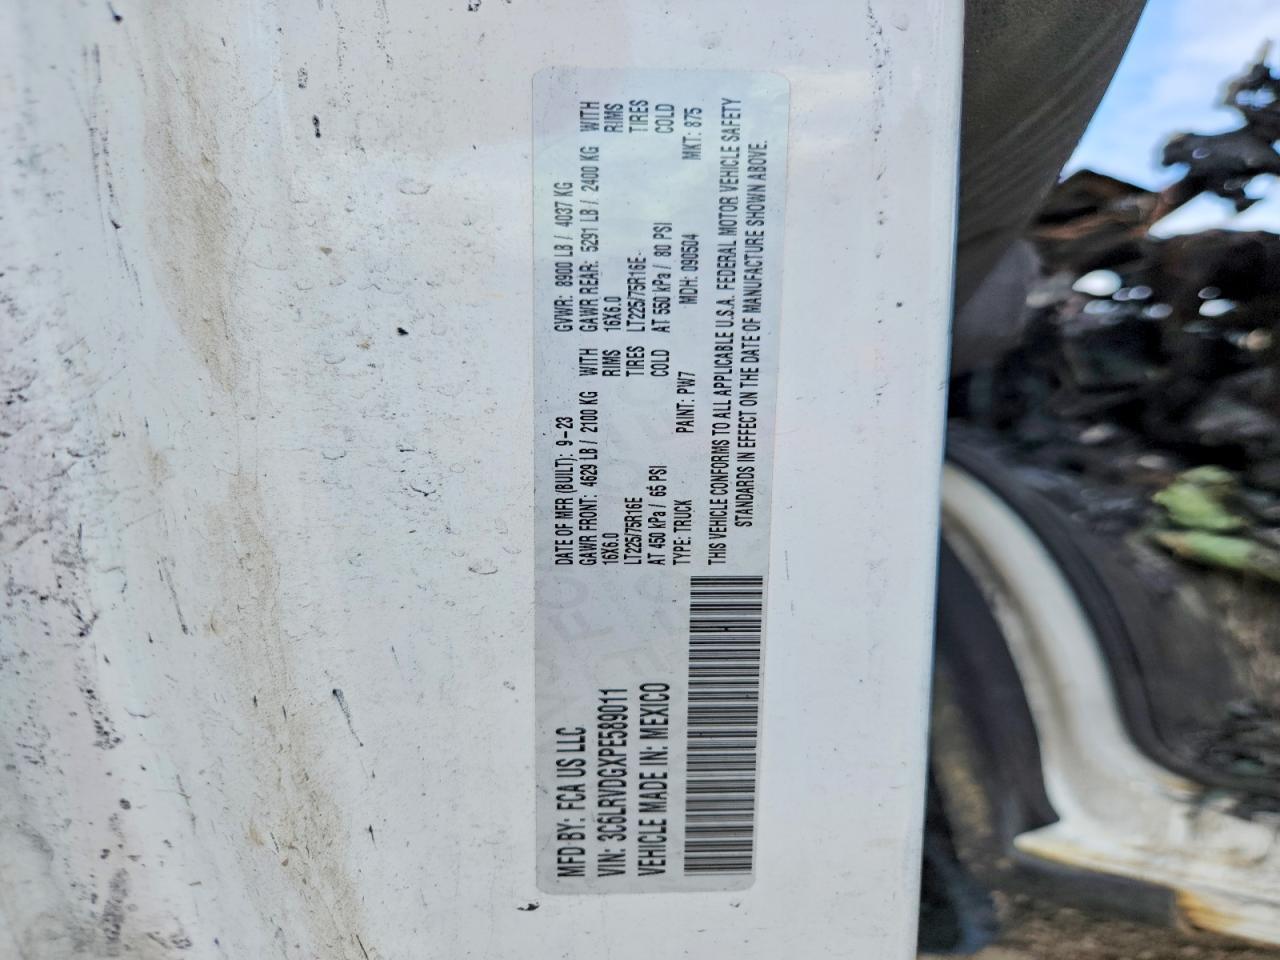 MFD BY: FCA US LLC
VIN: 3C6LRVDGXPE589011
VEHICLE MADE IN: MEXICO
DATE OF MFR (BUILT): 9-23 GVWR: 8900 LB / 4037 KG
GAWR FRONT: 4629 LB / 2100 KG WITH GAWR REAR: 5291 LB / 2400 KG WITH
16X6.0 RIMS 16X6.0 RIMS
LT225/75R16E TIRES LT225/75R16E TIRES
AT 450 kPa / 65 PSI COLD AT 550 kPa / 80 PSI COLD
TYPE: TRUCK PAINT: PW7 MDH: 090504 MKT: 875
THIS VEHICLE CONFORMS TO ALL APPLICABLE U.S.A. FEDERAL MOTOR VEHICLE SAFETY
STANDARDS IN EFFECT ON THE DATE OF MANUFACTURE SHOWN ABOVE.